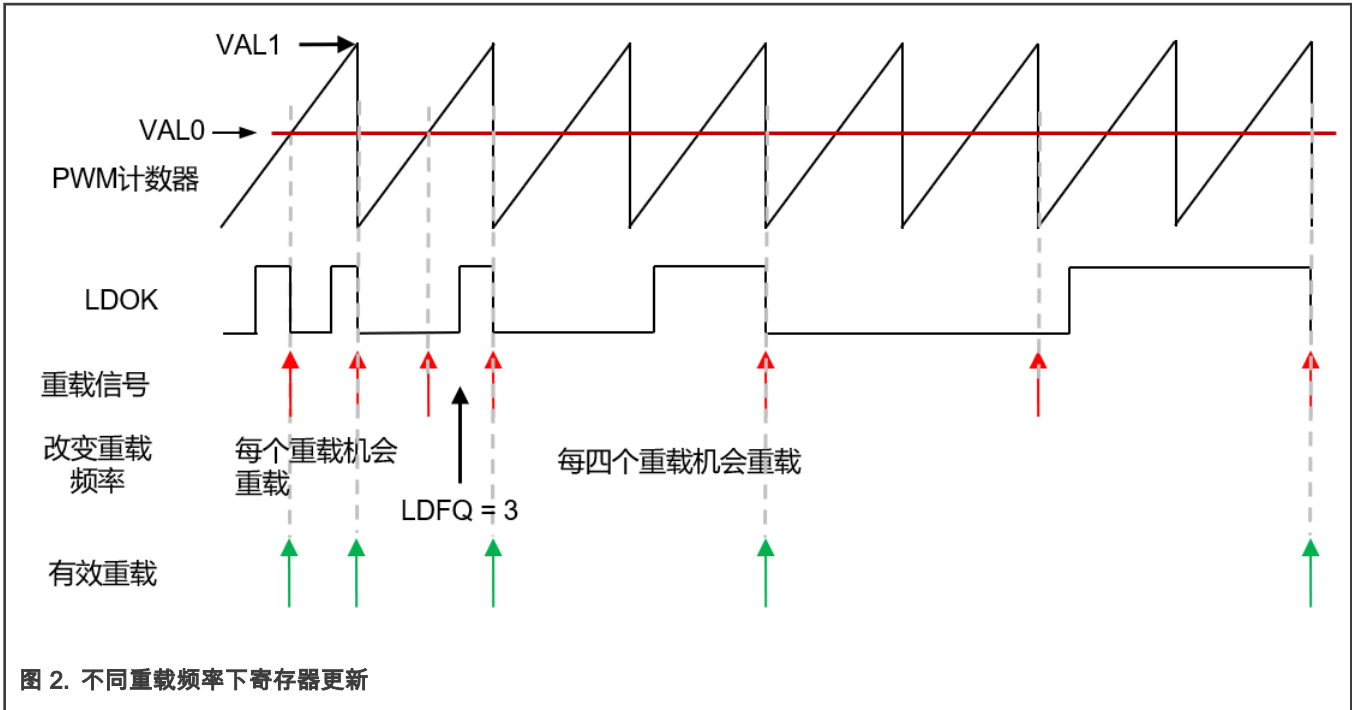 VAL1
VAL0
PWM计数器
LDOK
重载信号
改变重载
频率
每个重载机会
重载
每四个重载机会重载
LDFQ = 3
有效重载
图 2. 不同重载频率下寄存器更新